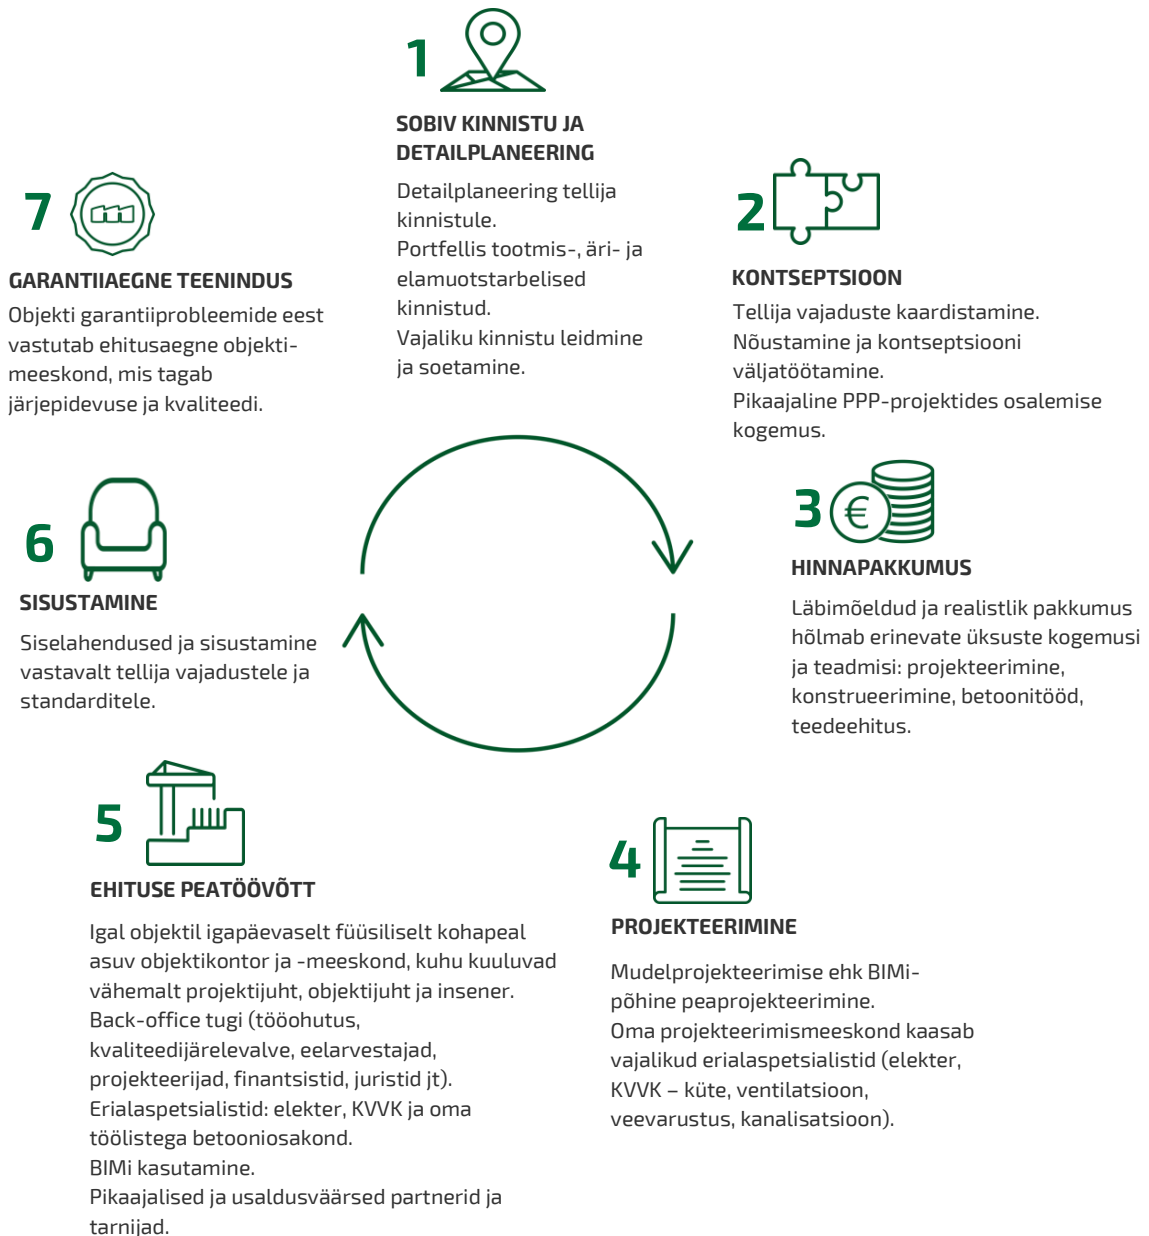 1
SOBIV KINNISTU JA
DETAILPLANEERING
Detailplaneering tellija
kinnistule.
Portfellis tootmis-, äri- ja
elamuotstarbelised
kinnistud.
Vajaliku kinnistu leidmine
ja soetamine.
2
KONTSEPTSIOON
Tellija vajaduste kaardistamine.
Nõustamine ja kontseptsiooni
väljatöötamine.
Pikaajaline PPP-projektides osalemise
kogemus.
3
€
HINNAPAKKUMUS
Läbimõeldud ja realistlik pakkumus
hõlmab erinevate üksuste kogemusi
ja teadmisi: projekteerimine,
konstrueerimine, betoonitööd,
teedeehitus.
4
PROJEKTEERIMINE
Mudelprojekteerimise ehk BIMi-
põhine peaprojekteerimine.
Oma projekteerimismeeskond kaasab
vajalikud erialaspetsialistid (elekter,
KVVK – küte, ventilatsioon,
veevarustus, kanalisatsioon).
5
EHITUSE PEATÖÖVÕTT
Igal objektil igapäevaselt füüsiliselt kohapeal
asuv objektikontor ja -meeskond, kuhu kuuluvad
vähemalt projektijuht, objektijuht ja insener.
Back-office tugi (tööohutus,
kvaliteedijärelevalve, eelarvestajad,
projekteerijad, finantsistid, juristid jt).
Erialaspetsialistid: elekter, KVVK ja oma
töölistega betooniosakond.
BIMi kasutamine.
Pikaajalised ja usaldusväärsed partnerid ja
tarnijad.
6
SISUSTAMINE
Siselahendused ja sisustamine
vastavalt tellija vajadustele ja
standarditele.
7
GARANTIIAEGNE TEENINDUS
Objekti garantiiprobleemide eest
vastutab ehitusaegne objekti-
meeskond, mis tagab
järjepidevuse ja kvaliteedi.